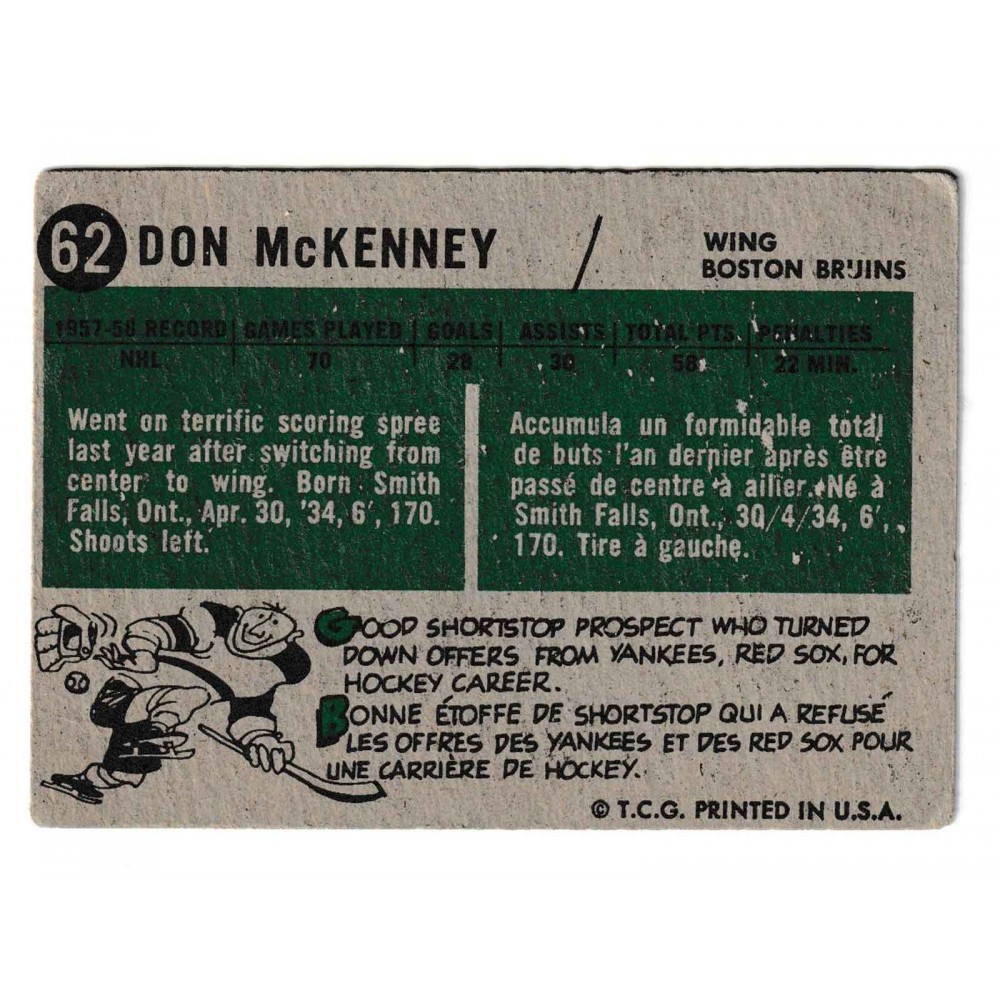 62 DON McKENNEY / WING
BOSTON BRUINS
1957-58 RECORD | GAMES PLAYED | GOALS | ASSISTS | TOTAL PTS. | PENALTIES
NHL 70 28 30 58 22 MIN.
Went on terrific scoring spree
last year after switching from
center to wing. Born Smith
Falls, Ont., Apr. 30, '34, 6', 170.
Shoots left.
Accumula un formidable total
de buts l'an dernier après être
passé de centre à ailier. Né à
Smith Falls, Ont., 30/4/34, 6',
170. Tire à gauche.
GOOD SHORTSTOP PROSPECT WHO TURNED
DOWN OFFERS FROM YANKEES, RED SOX, FOR
HOCKEY CAREER.
BONNE ÉTOFFE DE SHORTSTOP QUI A REFUSÉ
LES OFFRES DES YANKEES ET DES RED SOX POUR
UNE CARRIÈRE DE HOCKEY.
© T.C.G. PRINTED IN U.S.A.